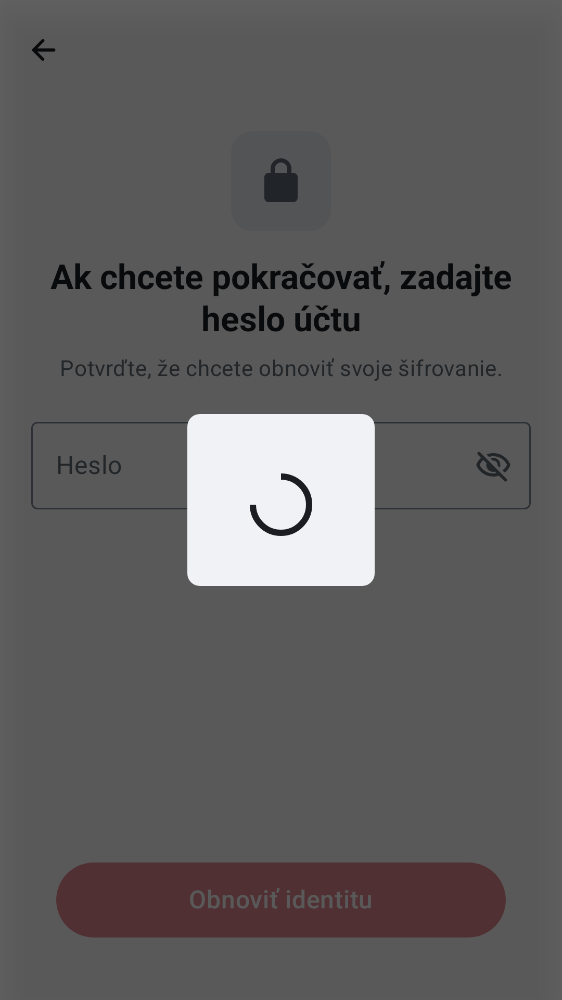 Ak chcete pokračovať, zadajte
heslo účtu
Potvrďte, že chcete obnoviť svoje šifrovanie.
Heslo
Obnoviť identitu